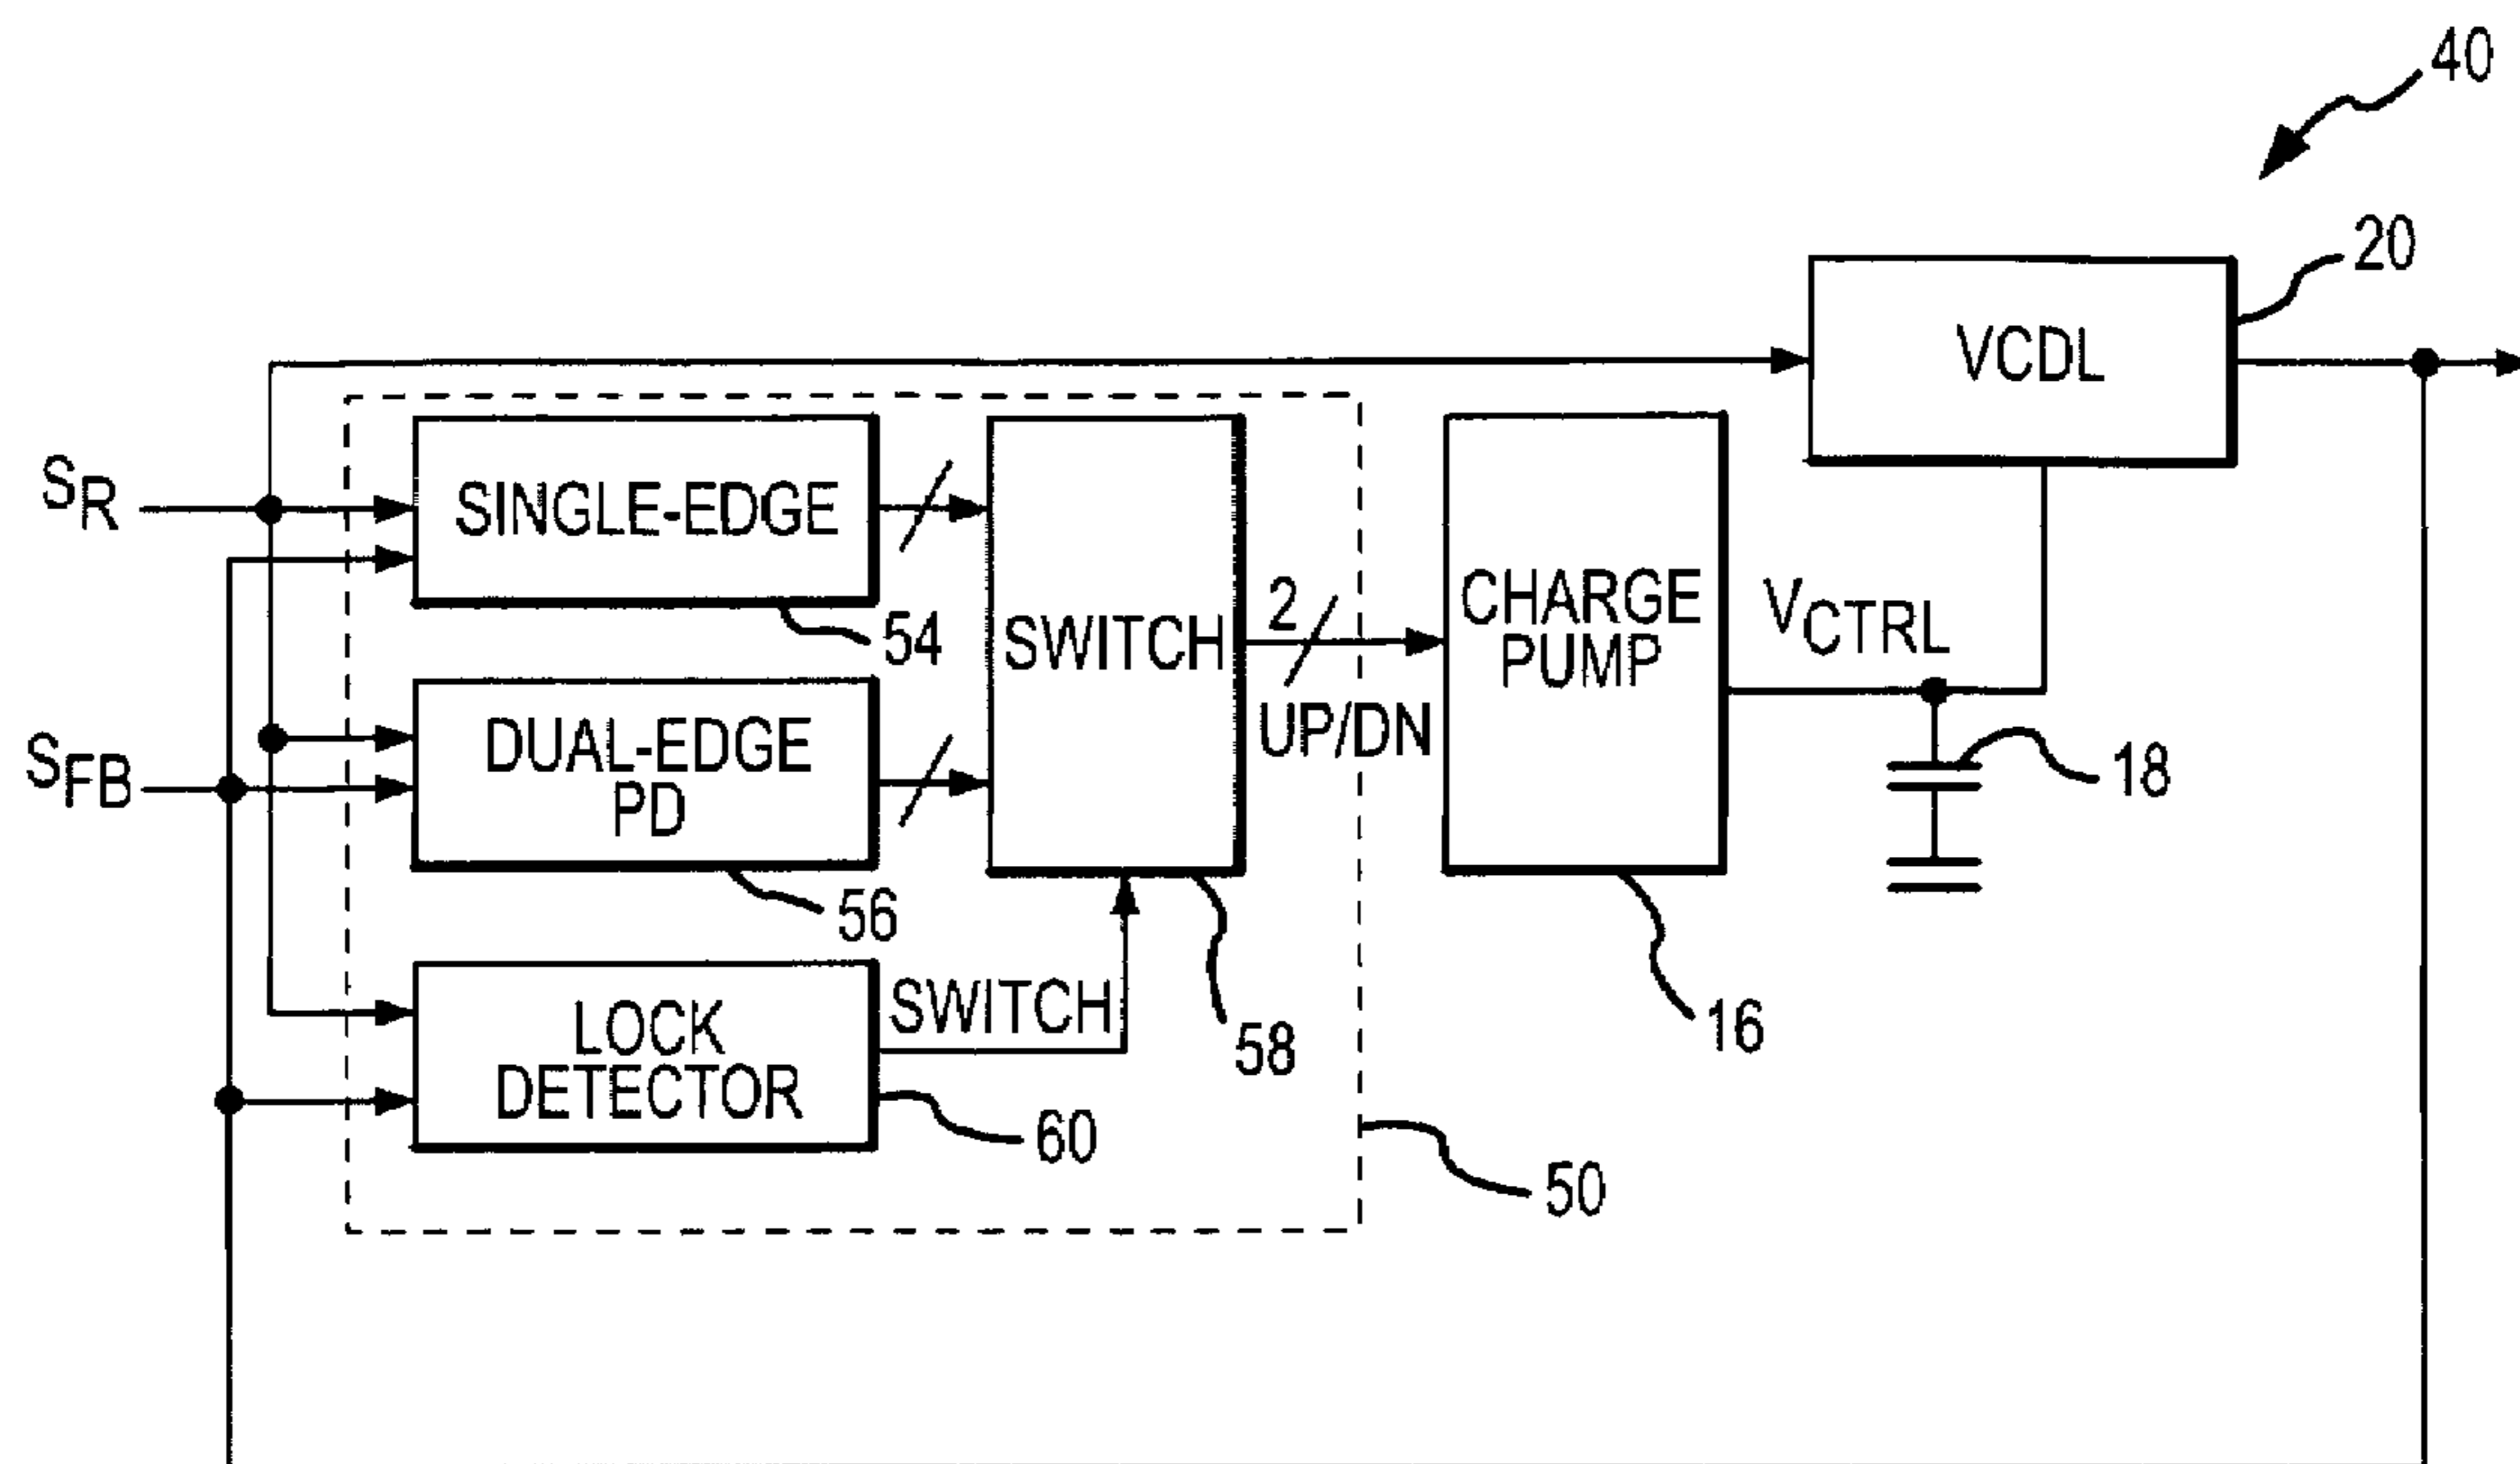 40
20
VCDL
SR
SINGLE-EDGE
54
SWITCH
2
UP/DN
CHARGE
PUMP
VCTRL
18
SFB
DUAL-EDGE
PD
56
LOCK
DETECTOR
SWITCH
58
16
60
50